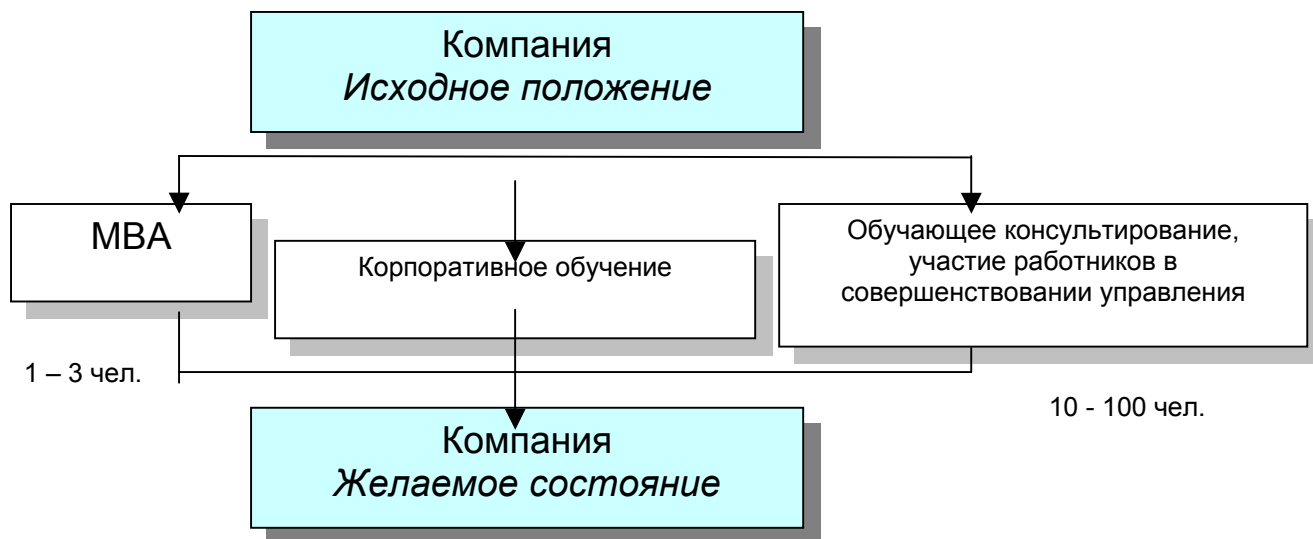 Компания
Исходное положение
МВА
Корпоративное обучение
Обучающее консультирование,
участие работников в
совершенствовании управления
1 – 3 чел.
10 - 100 чел.
Компания
Желаемое состояние